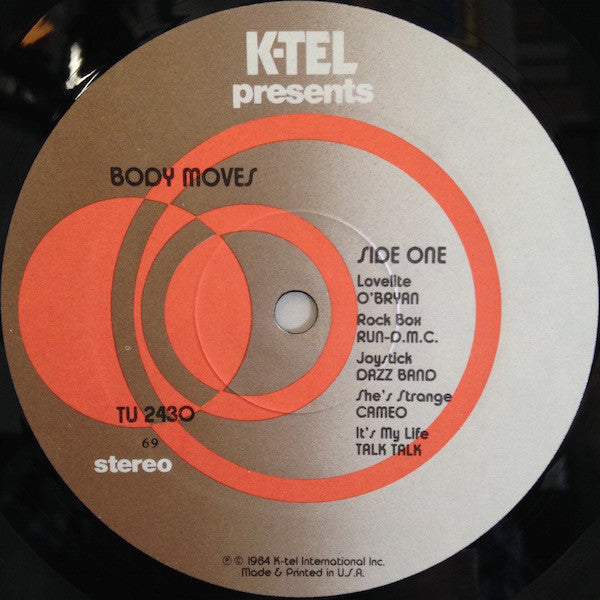 K-TEL
presents
BODY MOVES
SIDE ONE
Lovelite
O'BRYAN
Rock Box
RUN-D.M.C.
Joystick
DAZZ BAND
She's Strange
CAMEO
It's My Life
TALK TALK
TU 2430
69
stereo
℗ © 1984 K-tel International Inc.
Made & Printed in U.S.A.